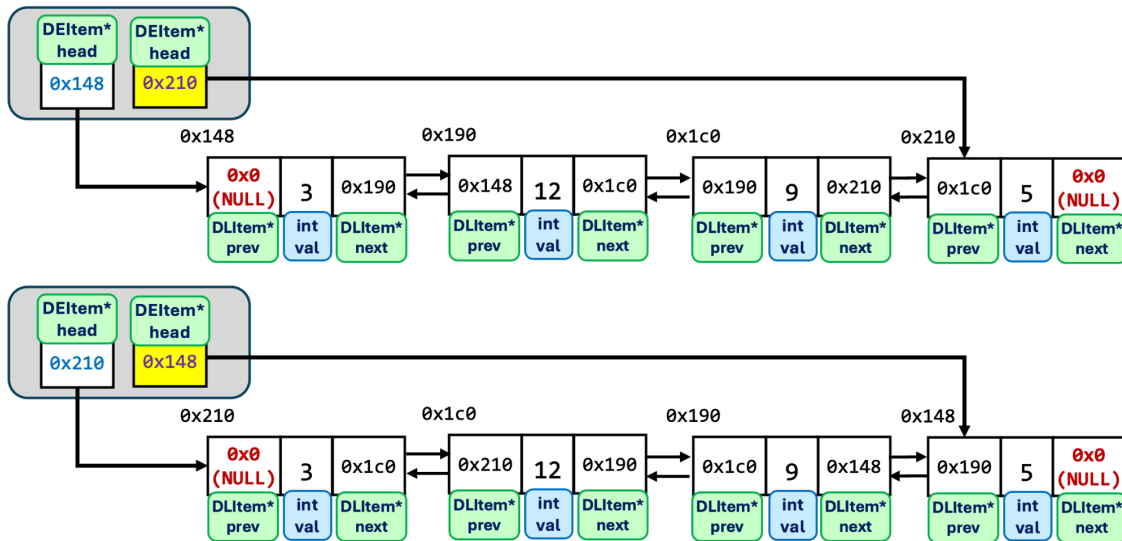 DEItem* DEItem*
head head
0x148 0x210
0x148 0x190 0x1c0 0x210
0x0 (NULL) 3 0x190 0x148 12 0x1c0 0x190 9 0x210 0x1c0 5 0x0 (NULL)
DLItem* int DLItem* DLItem* int DLItem* DLItem* int DLItem* DLItem* int DLItem*
prev val next prev val next prev val next prev val next
DEItem* DEItem*
head head
0x210 0x148
0x210 0x1c0 0x190 0x148
0x0 (NULL) 3 0x1c0 0x210 12 0x190 0x1c0 9 0x148 0x190 5 0x0 (NULL)
DLItem* int DLItem* DLItem* int DLItem* DLItem* int DLItem* DLItem* int DLItem*
prev val next prev val next prev val next prev val next